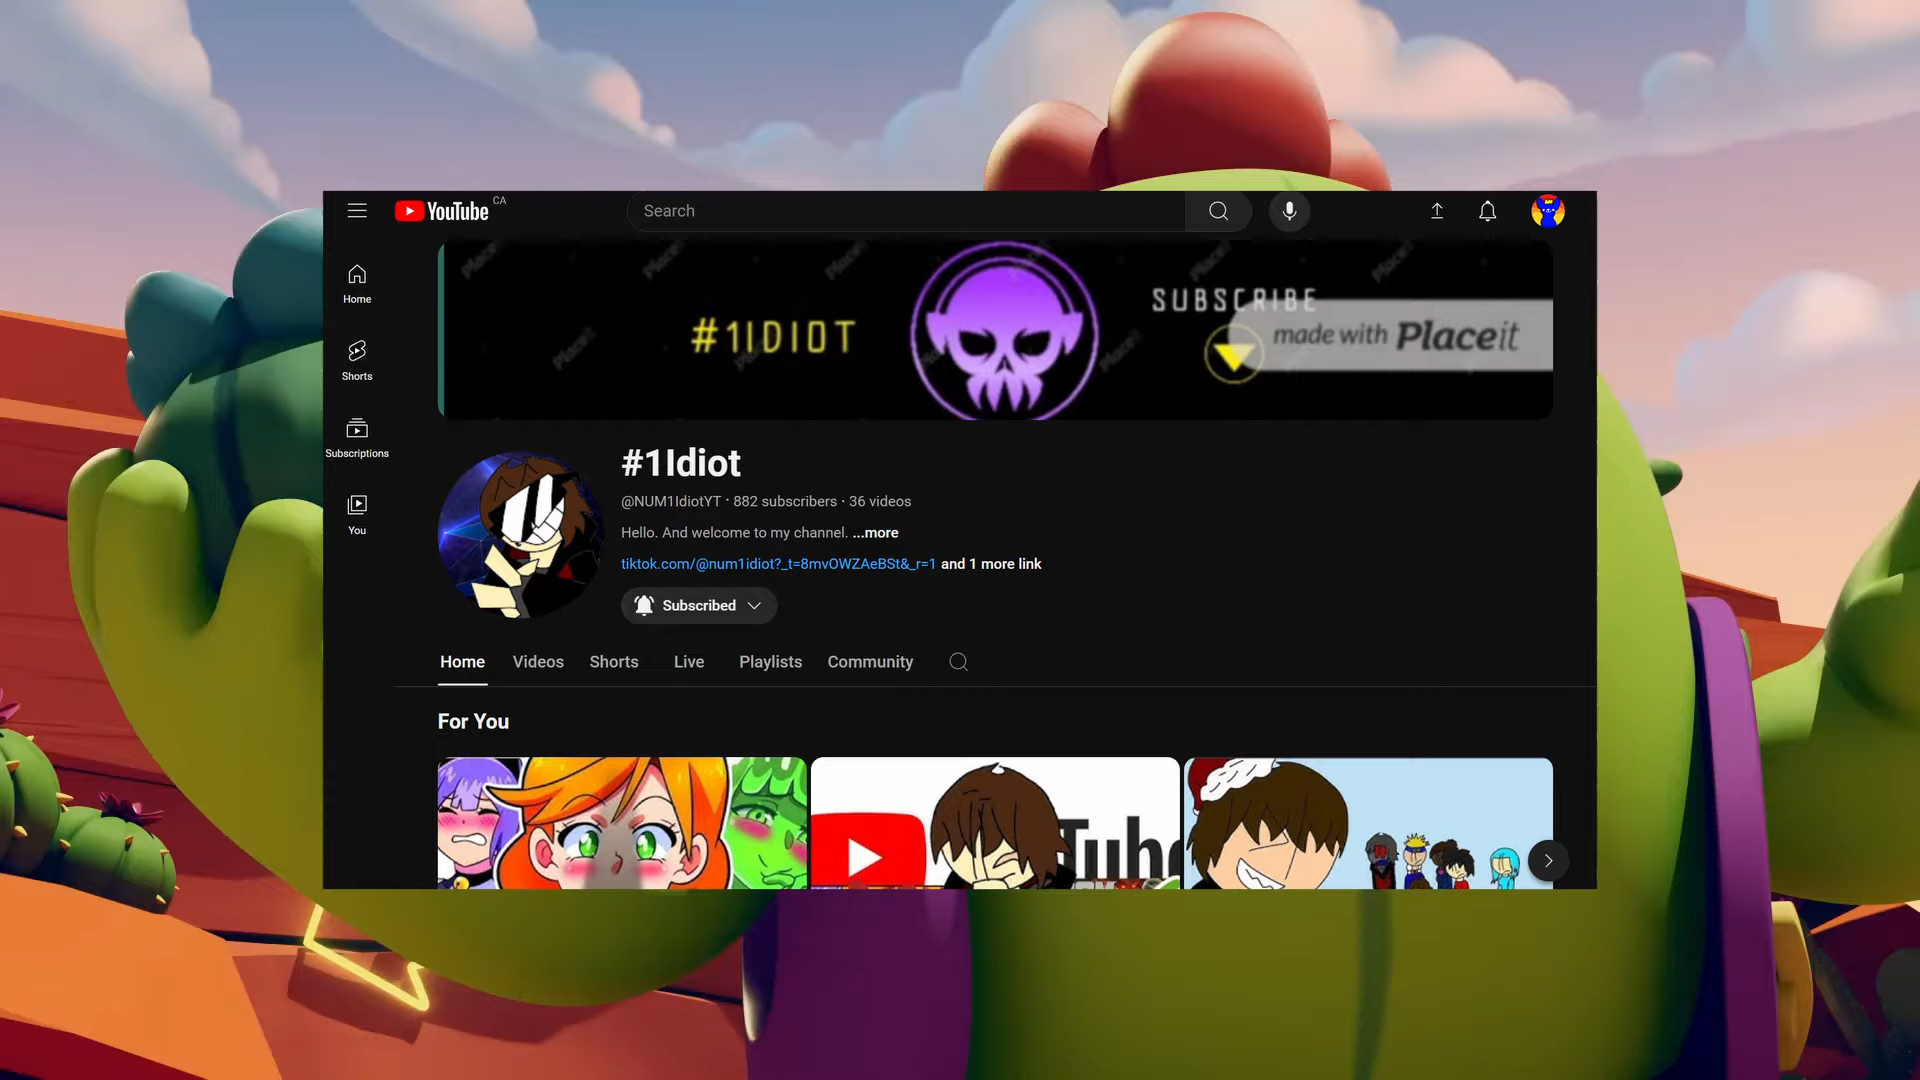 YouTube CA
Search
Home
Shorts
Subscriptions
You
#1IDIOT
SUBSCRIBE
made with Placeit
#1Idiot
@NUM1IdiotYT · 882 subscribers · 36 videos
Hello. And welcome to my channel. ...more
tiktok.com/@num1idiot?_t=8mvOWZAeBSt&_r=1 and 1 more link
Subscribed
Home Videos Shorts Live Playlists Community
For You